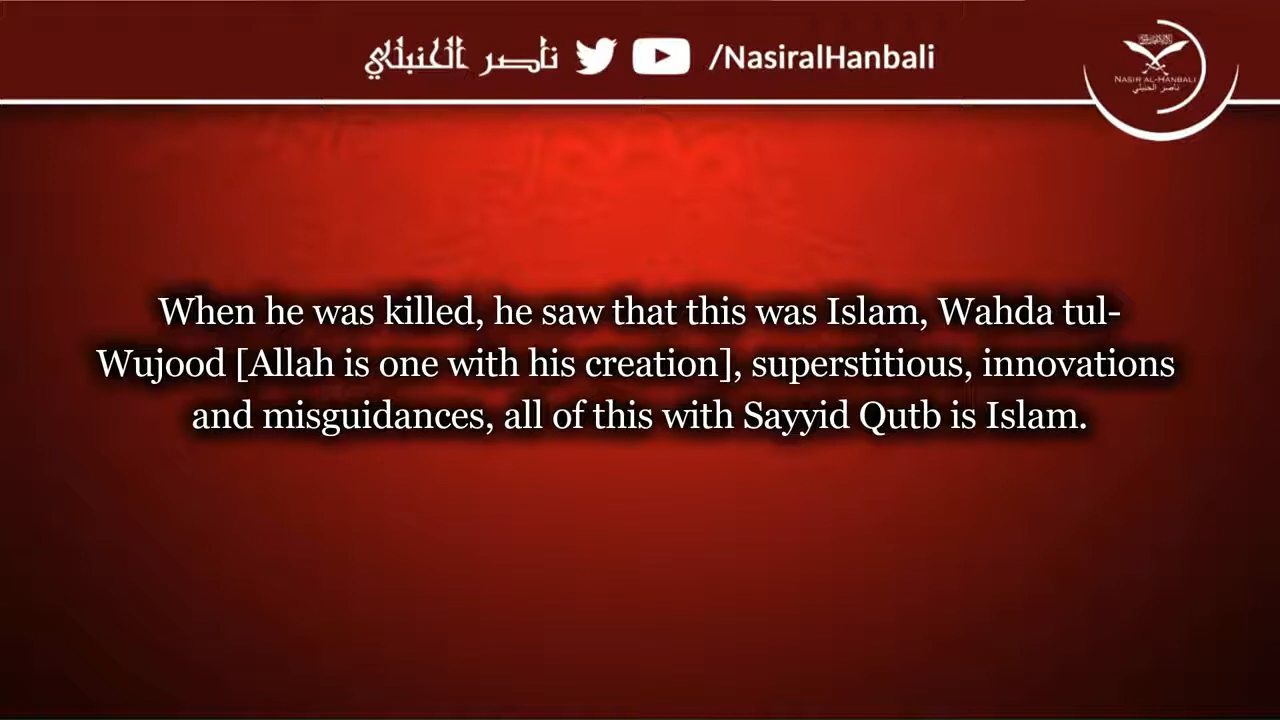 ناصر الحنبلي /NasiralHanbali
NASIR AL-HANBALI
ناصر الحنبلي
When he was killed, he saw that this was Islam, Wahda tul-
Wujood [Allah is one with his creation], superstitious, innovations
and misguidances, all of this with Sayyid Qutb is Islam.